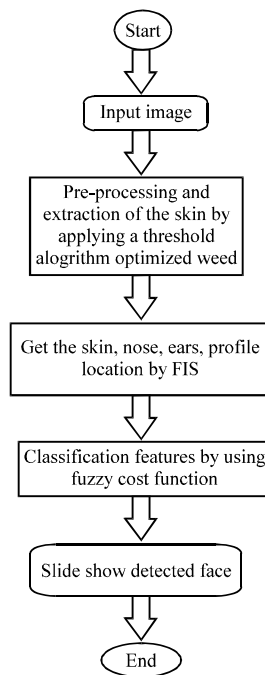 Start
Input image
Pre-processing and
extraction of the skin by
applying a threshold
alogrithm optimized weed
Get the skin, nose, ears, profile
location by FIS
Classification features by using
fuzzy cost function
Slide show detected face
End